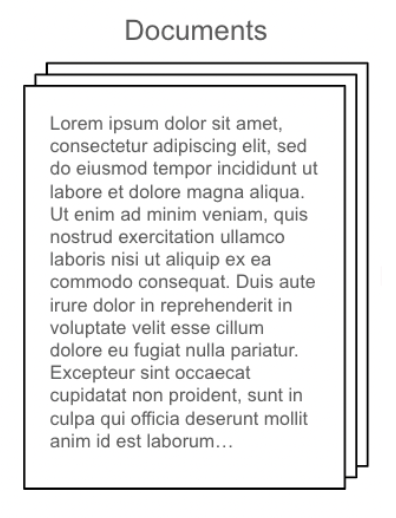 Documents
Lorem ipsum dolor sit amet,
consectetur adipiscing elit, sed
do eiusmod tempor incididunt ut
labore et dolore magna aliqua.
Ut enim ad minim veniam, quis
nostrud exercitation ullamco
laboris nisi ut aliquip ex ea
commodo consequat. Duis aute
irure dolor in reprehenderit in
voluptate velit esse cillum
dolore eu fugiat nulla pariatur.
Excepteur sint occaecat
cupidatat non proident, sunt in
culpa qui officia deserunt mollit
anim id est laborum…